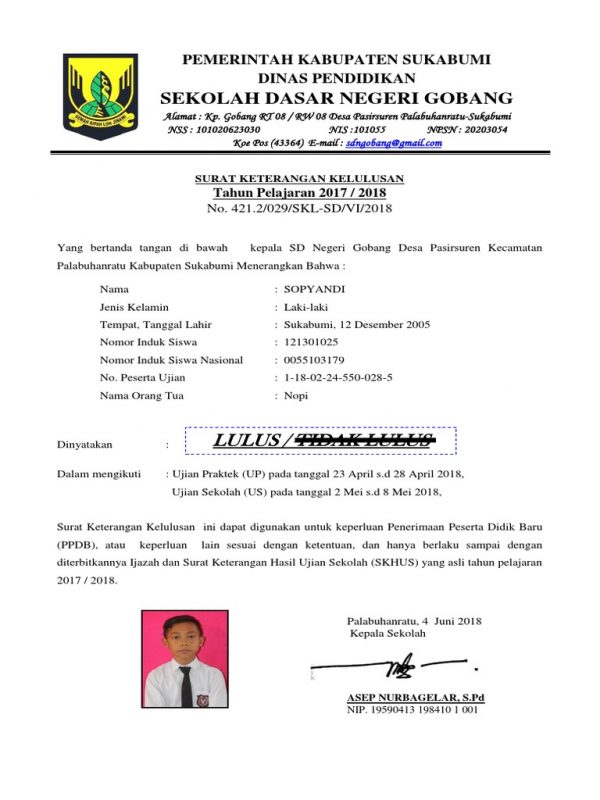 PEMERINTAH KABUPATEN SUKABUMI
DINAS PENDIDIKAN
SEKOLAH DASAR NEGERI GOBANG
Alamat : Kp. Gobang RT 08 / RW 08 Desa Pasirsuren Palabuhanratu-Sukabumi
NSS : 101020623030 NIS :101055 NPSN : 20203054
Koe Pos (43364) E-mail : sdngobang@gmail.com
SURAT KETERANGAN KELULUSAN
Tahun Pelajaran 2017 / 2018
No. 421.2/029/SKL-SD/VI/2018
Yang bertanda tangan di bawah kepala SD Negeri Gobang Desa Pasirsuren Kecamatan
Palabuhanratu Kabupaten Sukabumi Menerangkan Bahwa :
Nama : SOPYANDI
Jenis Kelamin : Laki-laki
Tempat, Tanggal Lahir : Sukabumi, 12 Desember 2005
Nomor Induk Siswa : 121301025
Nomor Induk Siswa Nasional : 0055103179
No. Peserta Ujian : 1-18-02-24-550-028-5
Nama Orang Tua : Nopi
Dinyatakan : LULUS / TIDAK LULUS
Dalam mengikuti : Ujian Praktek (UP) pada tanggal 23 April s.d 28 April 2018,
Ujian Sekolah (US) pada tanggal 2 Mei s.d 8 Mei 2018,
Surat Keterangan Kelulusan ini dapat digunakan untuk keperluan Penerimaan Peserta Didik Baru
(PPDB), atau keperluan lain sesuai dengan ketentuan, dan hanya berlaku sampai dengan
diterbitkannya Ijazah dan Surat Keterangan Hasil Ujian Sekolah (SKHUS) yang asli tahun pelajaran
2017 / 2018.
Palabuhanratu, 4 Juni 2018
Kepala Sekolah
ASEP NURBAGELAR, S.Pd
NIP. 19590413 198410 1 001